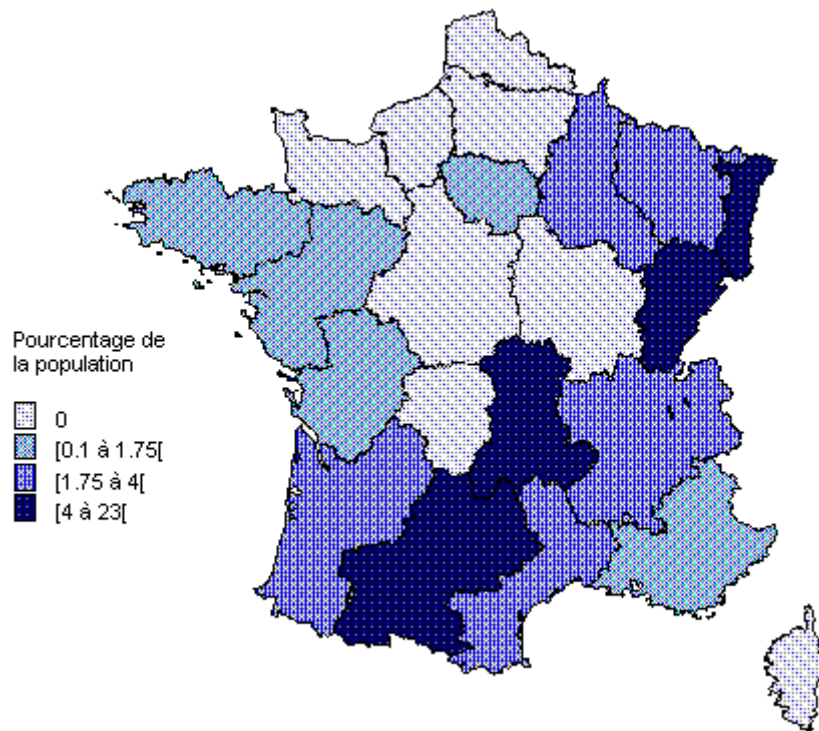 Pourcentage de
la population
0
[0.1 à 1.75[
[1.75 à 4[
[4 à 23[